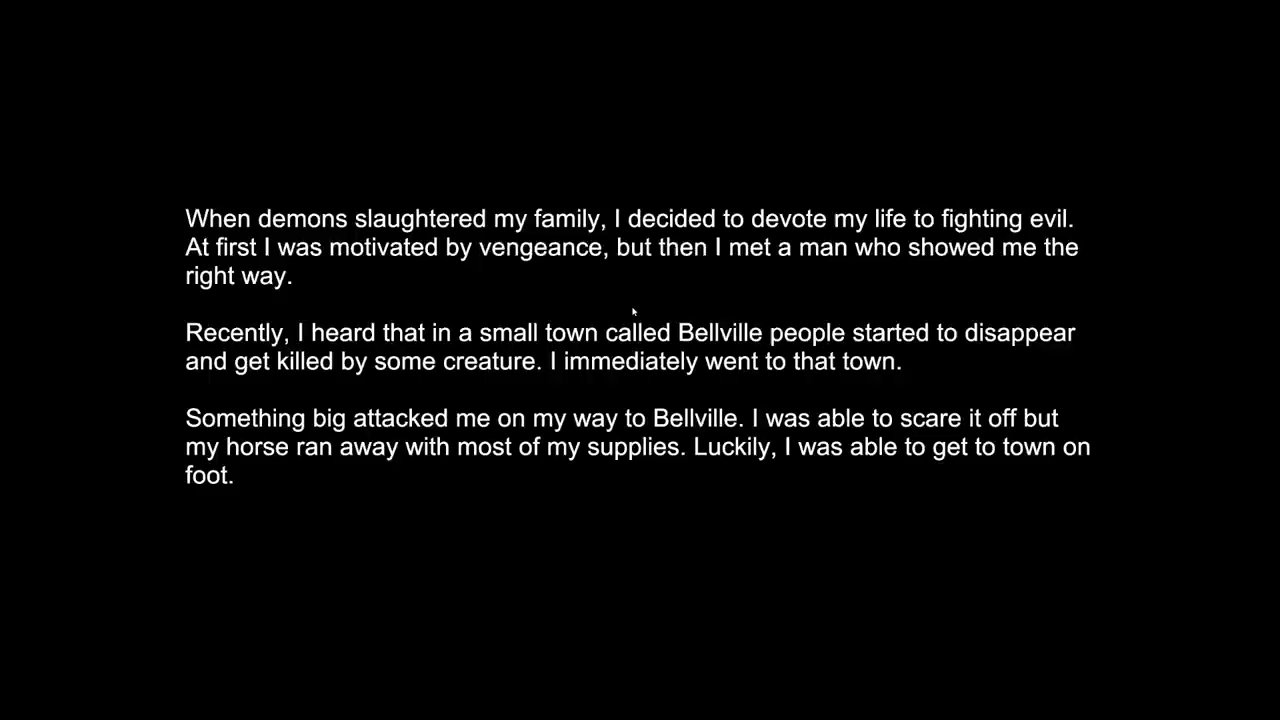 When demons slaughtered my family, I decided to devote my life to fighting evil.
At first I was motivated by vengeance, but then I met a man who showed me the
right way.
Recently, I heard that in a small town called Bellville people started to disappear
and get killed by some creature. I immediately went to that town.
Something big attacked me on my way to Bellville. I was able to scare it off but
my horse ran away with most of my supplies. Luckily, I was able to get to town on
foot.